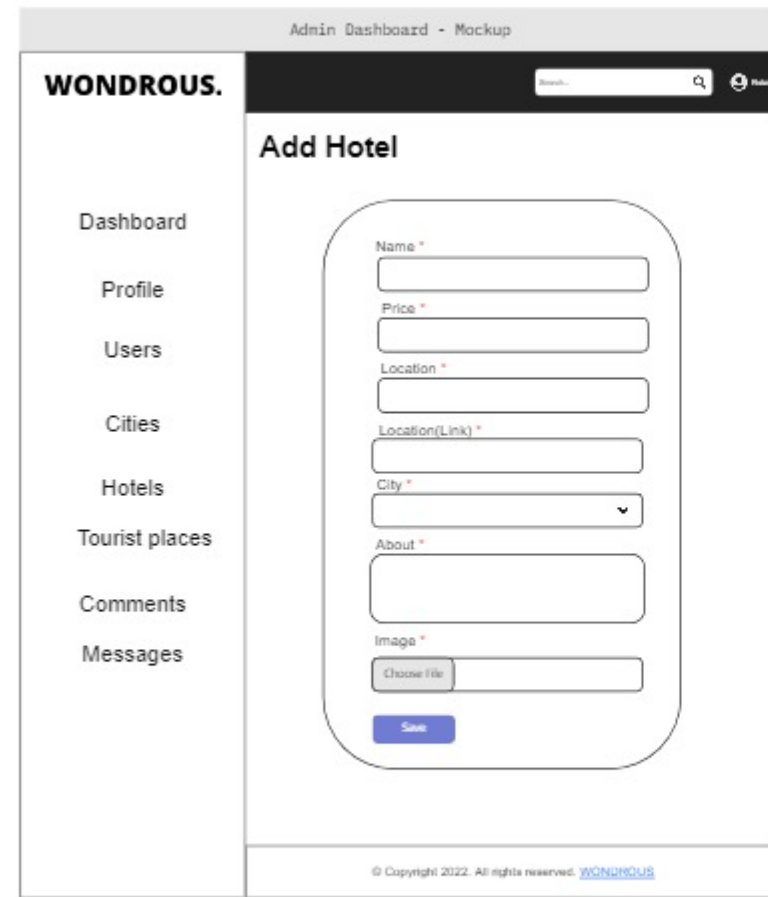 Admin Dashboard - Mockup
WONDROUS.
Search...
Add Hotel
Dashboard
Profile
Users
Cities
Hotels
Tourist places
Comments
Messages
Name *
Price *
Location *
Location(Link) *
City *
About *
Image *
Choose File
Save
© Copyright 2022. All rights reserved. WONDROUS